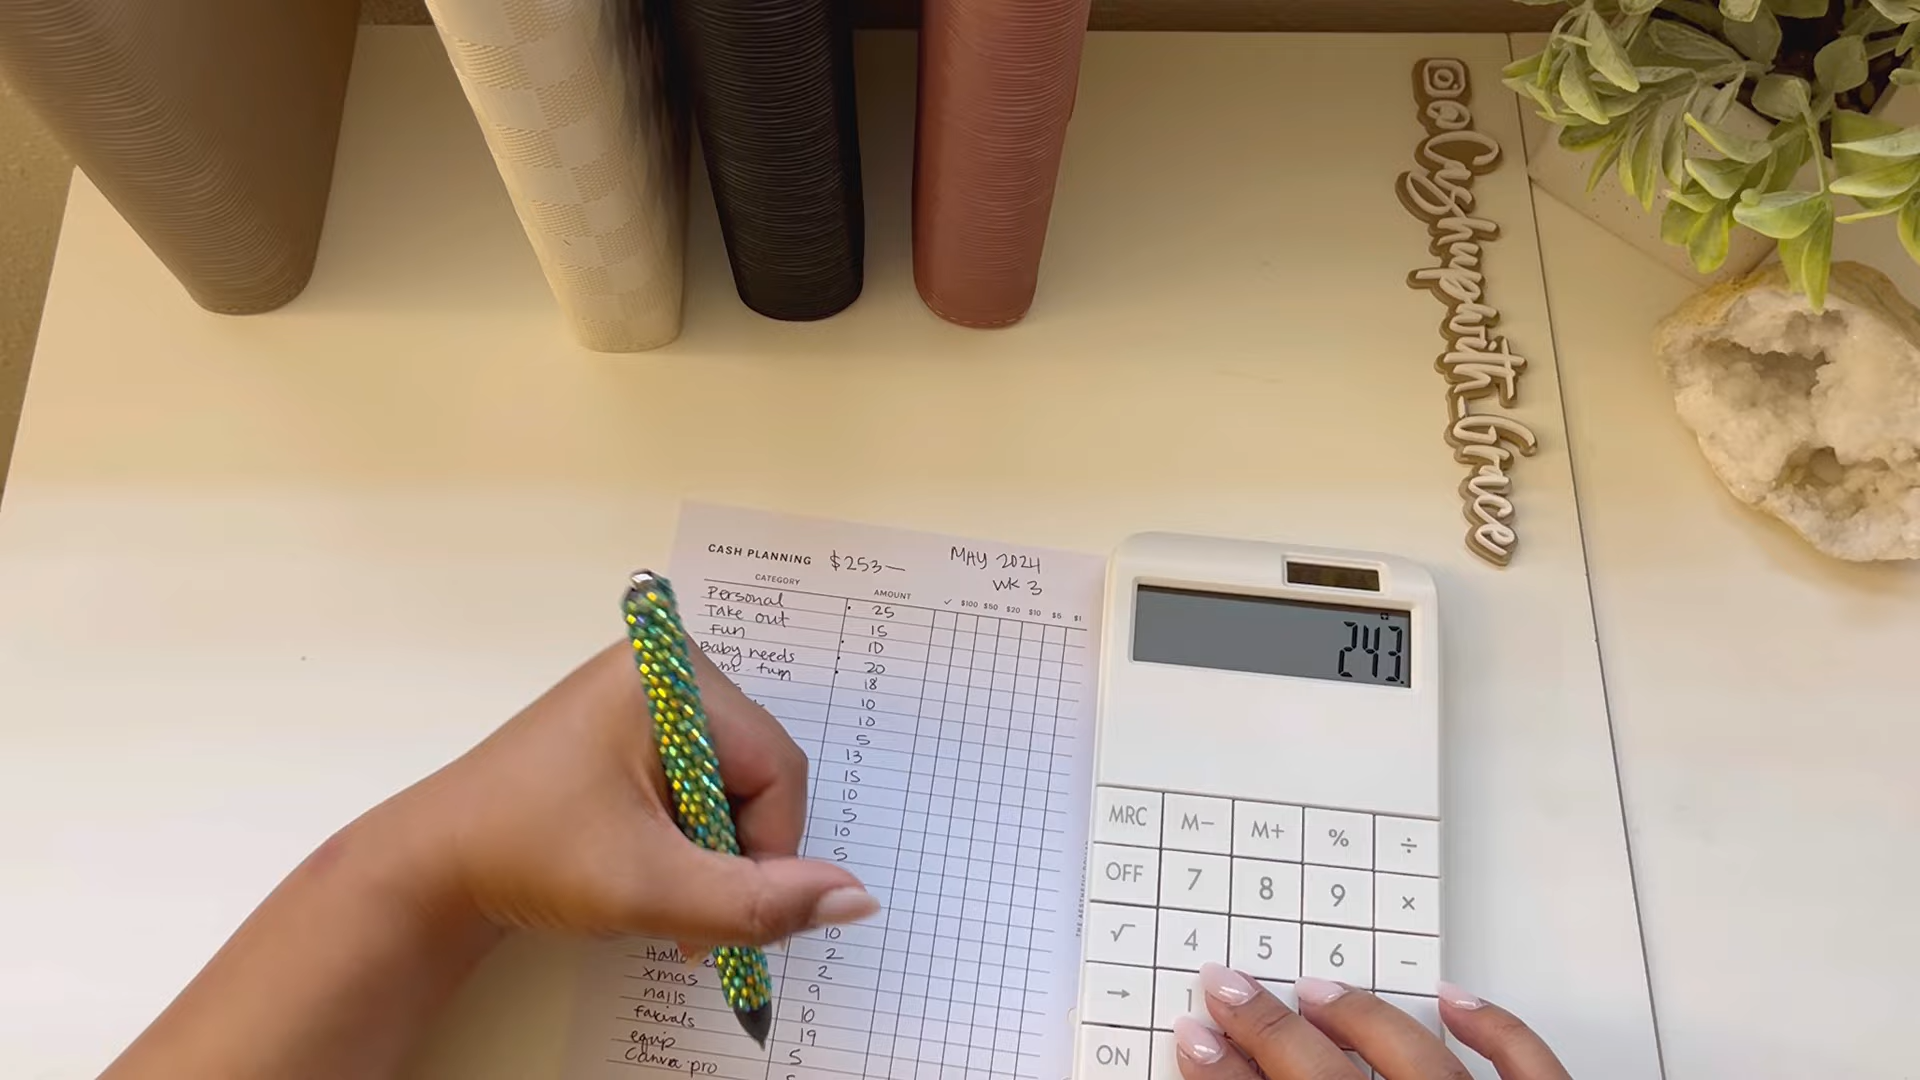 CASH PLANNING $253—
MAY 2024
WK 3
CATEGORY AMOUNT ✓ $100 $50 $20 $10 $5 $1
Personal 25
Take out 15
Fun 10
Baby needs 20
fum 18
10
10
5
13
15
10
5
10
5
10
2
xmas 2
nails 9
facials 10
equip 19
Canva pro 5
243.
MRC M− M+ % ÷
OFF 7 8 9 ×
√ 4 5 6 −
→ 1
ON
@Cashupwith_Grace